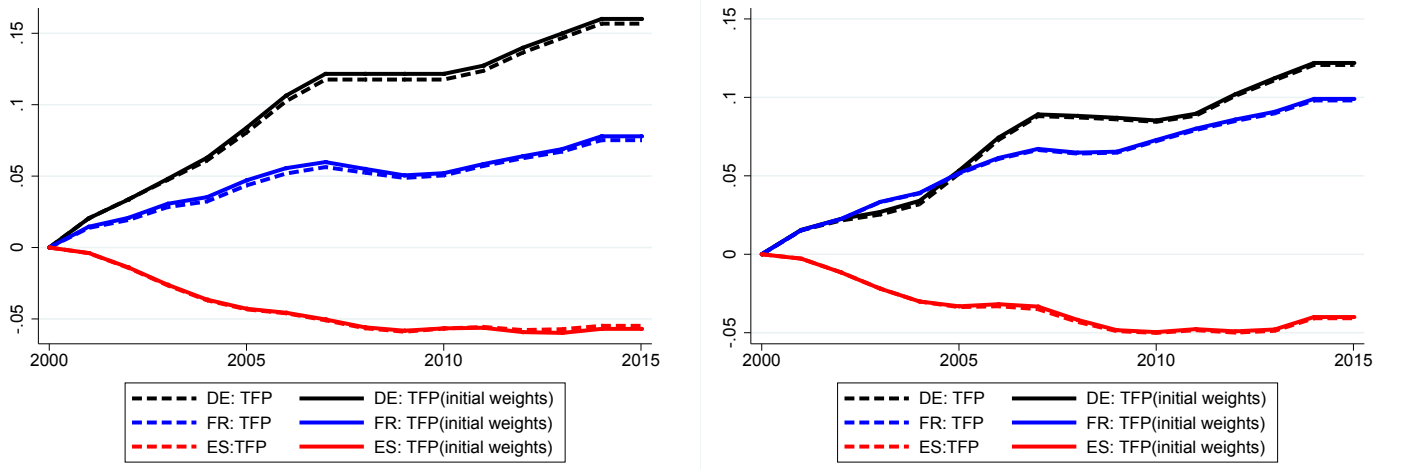 .15
.1
.05
0
-.05
2000 2005 2010 2015
DE: TFP DE: TFP(initial weights)
FR: TFP FR: TFP(initial weights)
ES:TFP ES: TFP(initial weights)
.15
.1
.05
0
-.05
2000 2005 2010 2015
DE: TFP DE: TFP(initial weights)
FR: TFP FR: TFP(initial weights)
ES:TFP ES: TFP(initial weights)